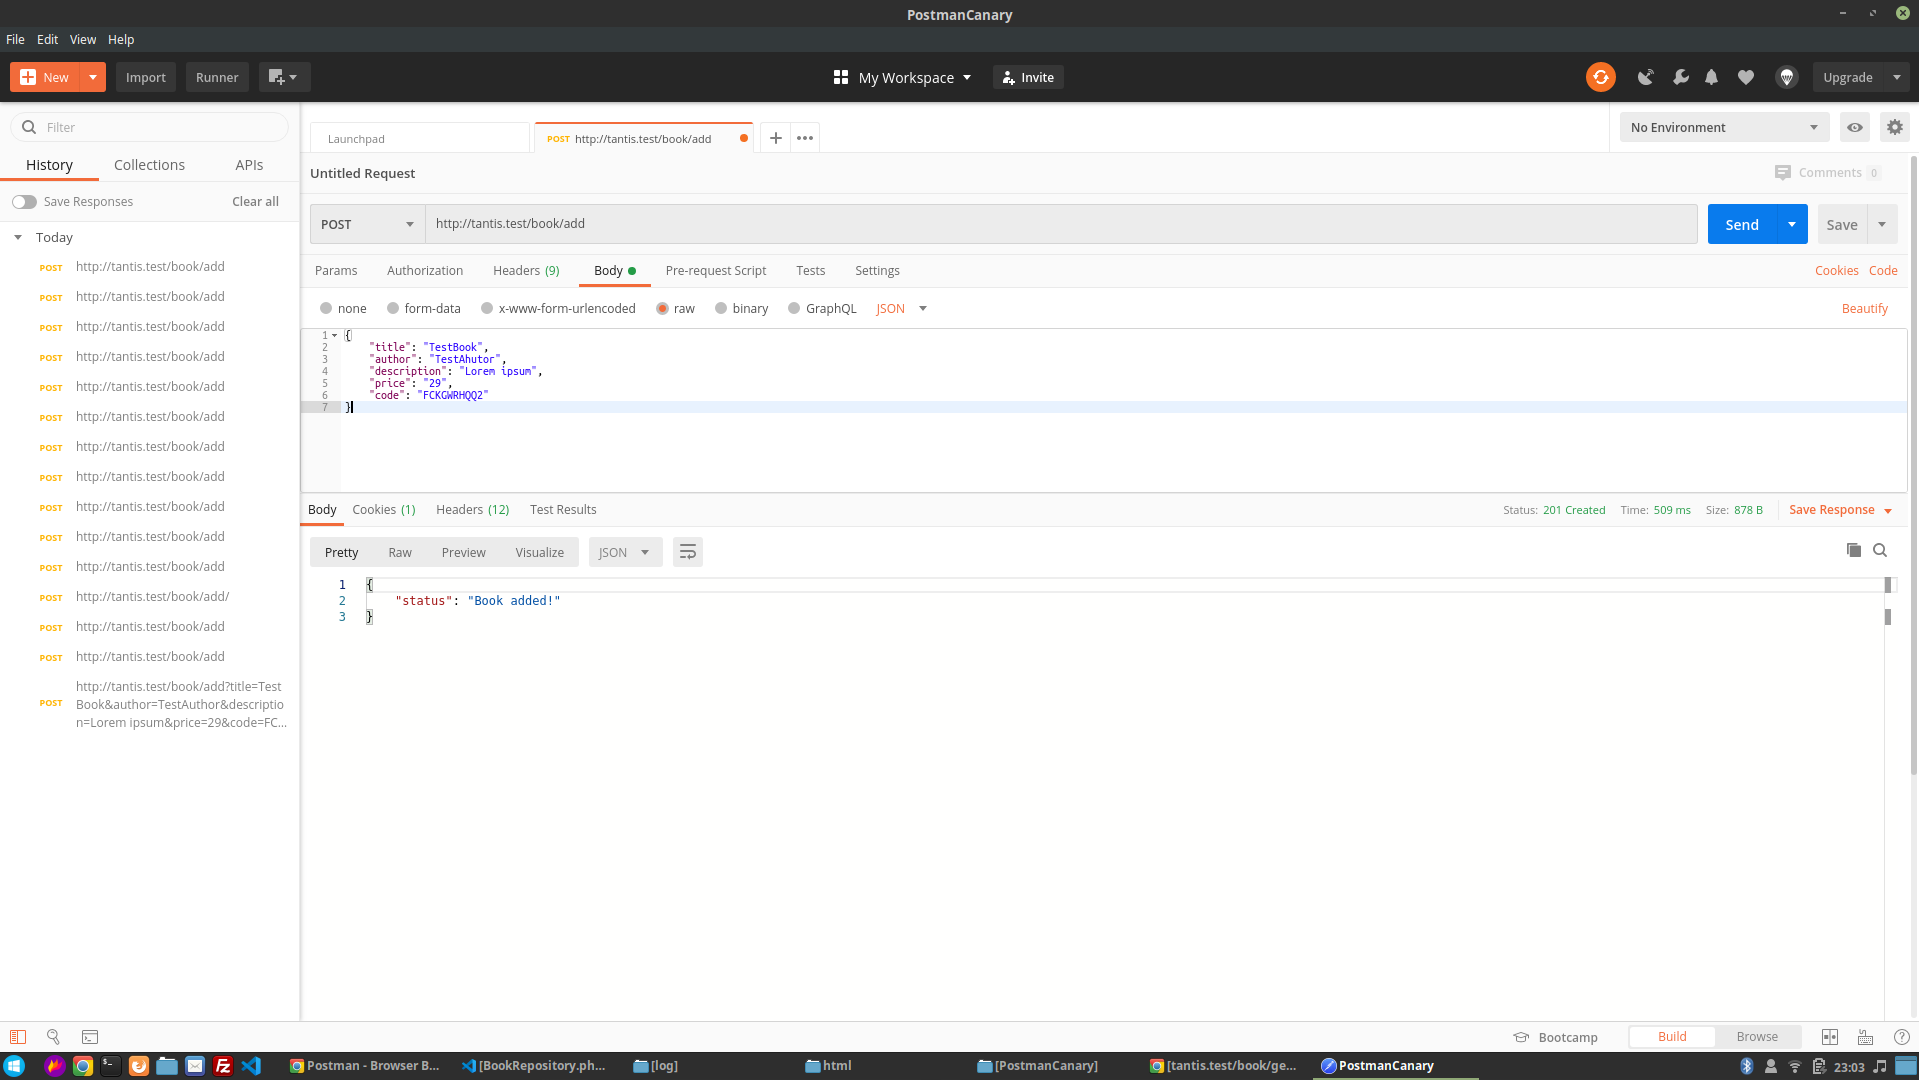 PostmanCanary
File Edit View Help
New Import Runner My Workspace Invite Upgrade
Filter
History Collections APIs
Save Responses Clear all
Today
POST http://tantis.test/book/add
POST http://tantis.test/book/add
POST http://tantis.test/book/add
POST http://tantis.test/book/add
POST http://tantis.test/book/add
POST http://tantis.test/book/add
POST http://tantis.test/book/add
POST http://tantis.test/book/add
POST http://tantis.test/book/add
POST http://tantis.test/book/add
POST http://tantis.test/book/add
POST http://tantis.test/book/add/
POST http://tantis.test/book/add
POST http://tantis.test/book/add
POST http://tantis.test/book/add?title=Test
Book&author=TestAuthor&descriptio
n=Lorem ipsum&price=29&code=FC...
Launchpad POST http://tantis.test/book/add No Environment
Untitled Request Comments 0
POST http://tantis.test/book/add Send Save
Params Authorization Headers (9) Body Pre-request Script Tests Settings Cookies Code
none form-data x-www-form-urlencoded raw binary GraphQL JSON Beautify
1 {
2 "title": "TestBook",
3 "author": "TestAhutor",
4 "description": "Lorem ipsum",
5 "price": "29",
6 "code": "FCKGWRHQQ2"
7 }
Body Cookies (1) Headers (12) Test Results Status: 201 Created Time: 509 ms Size: 878 B Save Response
Pretty Raw Preview Visualize JSON
1 {
2 "status": "Book added!"
3 }
Bootcamp Build Browse
Postman - Browser B... [BookRepository.ph... [log] html [PostmanCanary] [tantis.test/book/ge... PostmanCanary 23:03